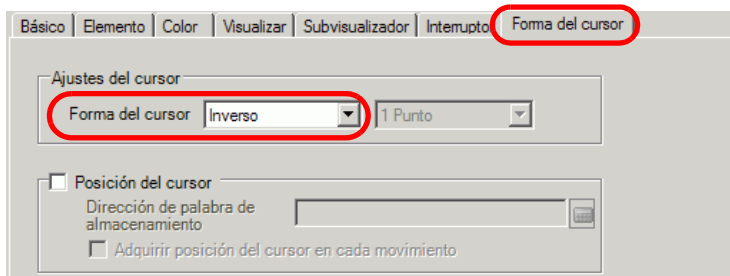 Básico Elemento Color Visualizar Subvisualizador Interruptor Forma del cursor
Ajustes del cursor
Forma del cursor Inverso 1 Punto
Posición del cursor
Dirección de palabra de
almacenamiento
Adquirir posición del cursor en cada movimiento